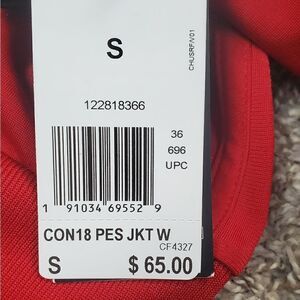 S
CHUSRF/V01
122818366
36
696
UPC
1 91034 69552 9
CON18 PES JKT W
CF4327
S $ 65.00